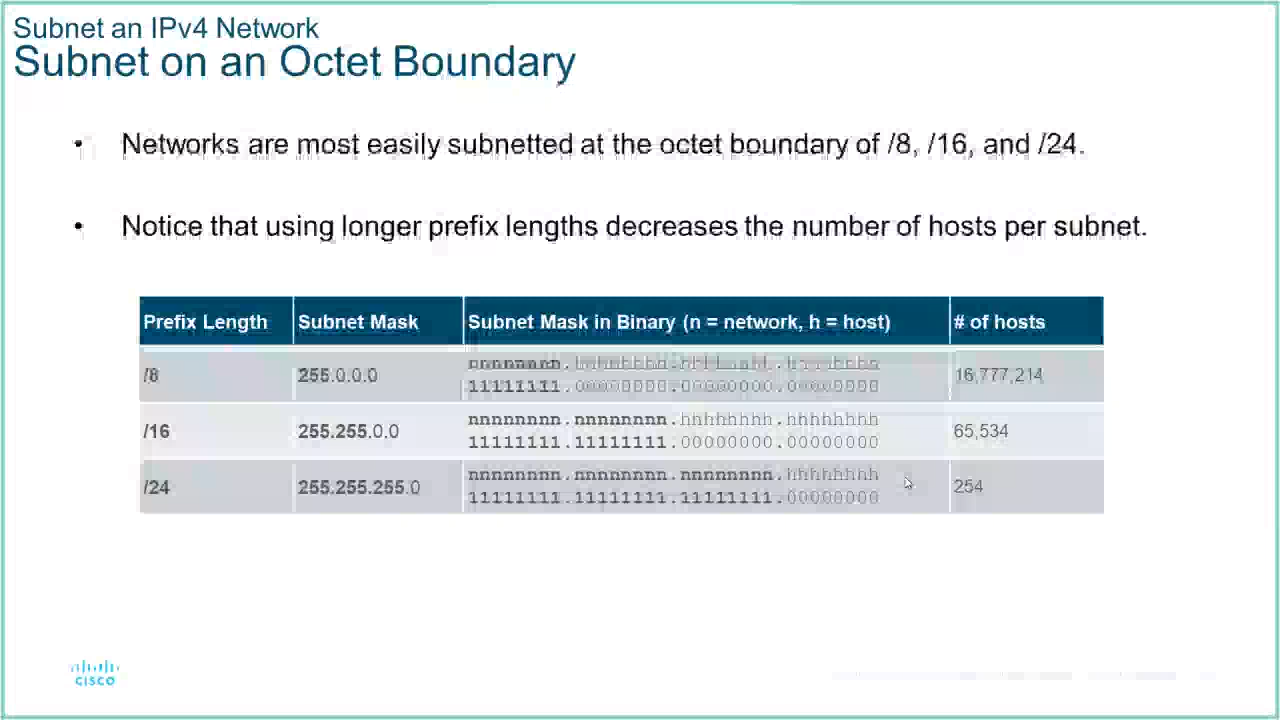 Subnet an IPv4 Network
Subnet on an Octet Boundary
• Networks are most easily subnetted at the octet boundary of /8, /16, and /24.
• Notice that using longer prefix lengths decreases the number of hosts per subnet.
Prefix Length Subnet Mask Subnet Mask in Binary (n = network, h = host) # of hosts
nnnnnnnn.hhhhhhhh.hhhhhhhh.hhhhhhhh
/8 255.0.0.0 16,777,214
11111111.00000000.00000000.00000000
nnnnnnnn.nnnnnnnn.hhhhhhhh.hhhhhhhh
/16 255.255.0.0 65,534
11111111.11111111.00000000.00000000
nnnnnnnn.nnnnnnnn.nnnnnnnn.hhhhhhhh
/24 255.255.255.0 254
11111111.11111111.11111111.00000000
CISCO